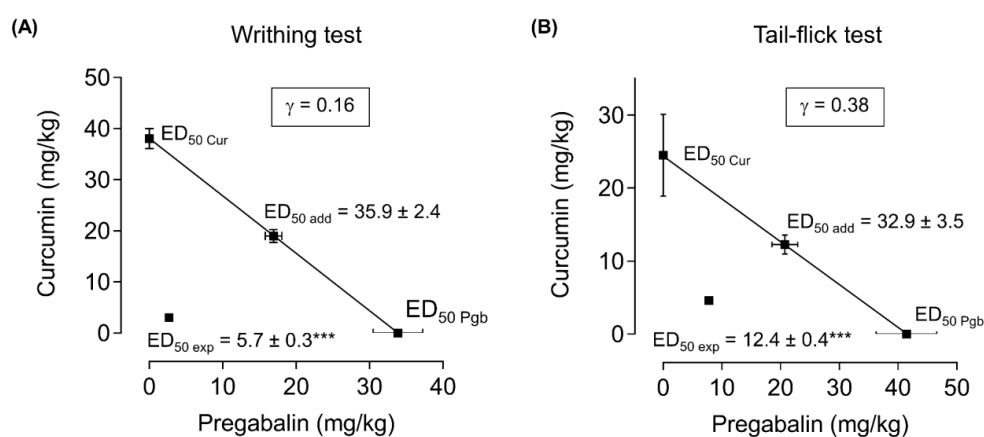 (A)
Writhing test
γ = 0.16
50
40
30
20
10
0
Curcumin (mg/kg)
ED50 Cur
ED50 add = 35.9 ± 2.4
ED50 Pgb
ED50 exp = 5.7 ± 0.3***
0 10 20 30 40
Pregabalin (mg/kg)
(B)
Tail-flick test
γ = 0.38
30
20
10
0
Curcumin (mg/kg)
ED50 Cur
ED50 add = 32.9 ± 3.5
ED50 Pgb
ED50 exp = 12.4 ± 0.4***
0 10 20 30 40 50
Pregabalin (mg/kg)